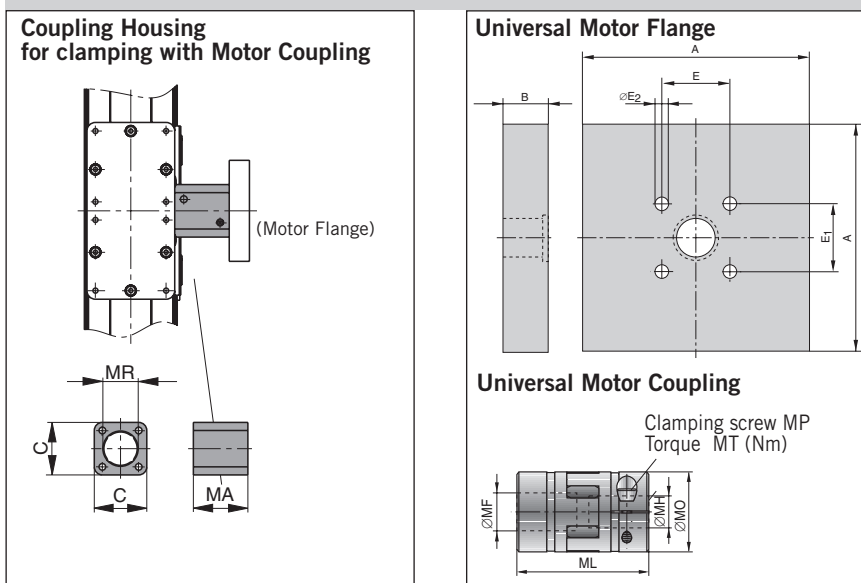 Coupling Housing
for clamping with Motor Coupling
(Motor Flange)
MR
C
C
MA
Universal Motor Flange
A
E
B
ØE2
E1
A
Universal Motor Coupling
Clamping screw MP
Torque MT (Nm)
ØMF
ØMH
ØMO
ML